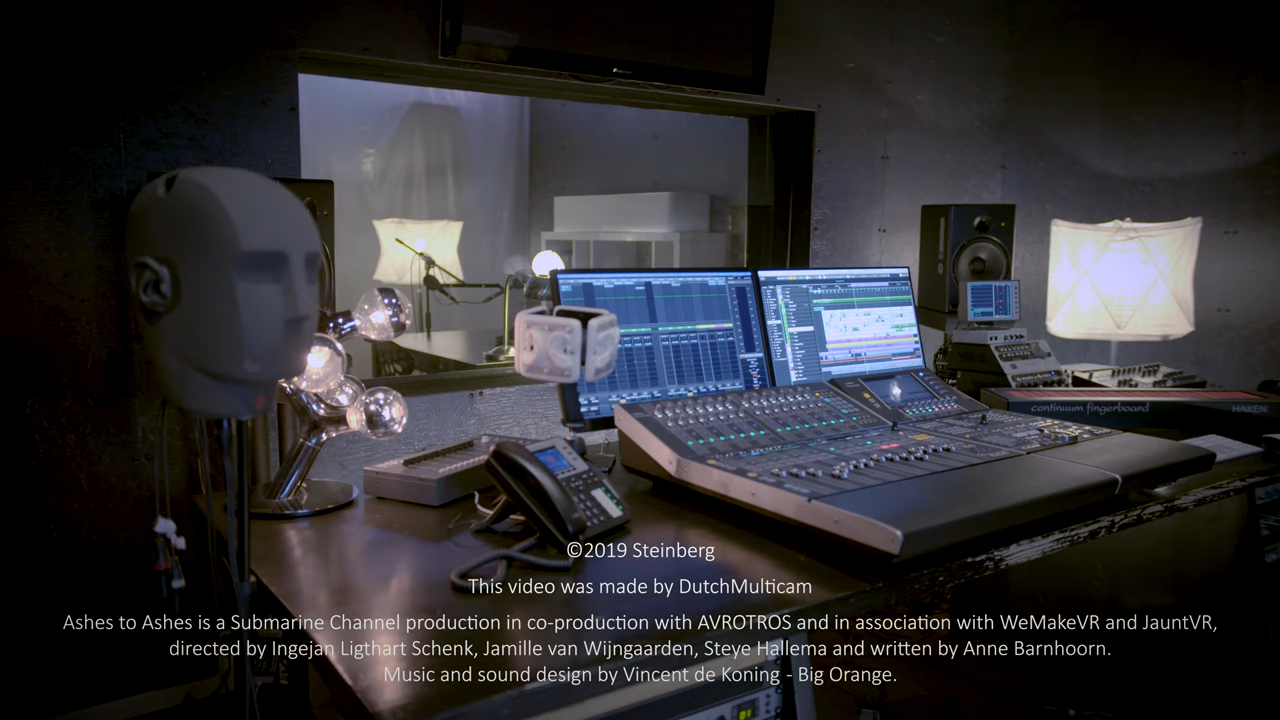 continuum fingerboard
HAKEN
©2019 Steinberg
This video was made by DutchMulticam
Ashes to Ashes is a Submarine Channel production in co-production with AVROTROS and in association with WeMakeVR and JauntVR,
directed by Ingejan Ligthart Schenk, Jamille van Wijngaarden, Steye Hallema and written by Anne Barnhoorn.
Music and sound design by Vincent de Koning - Big Orange.